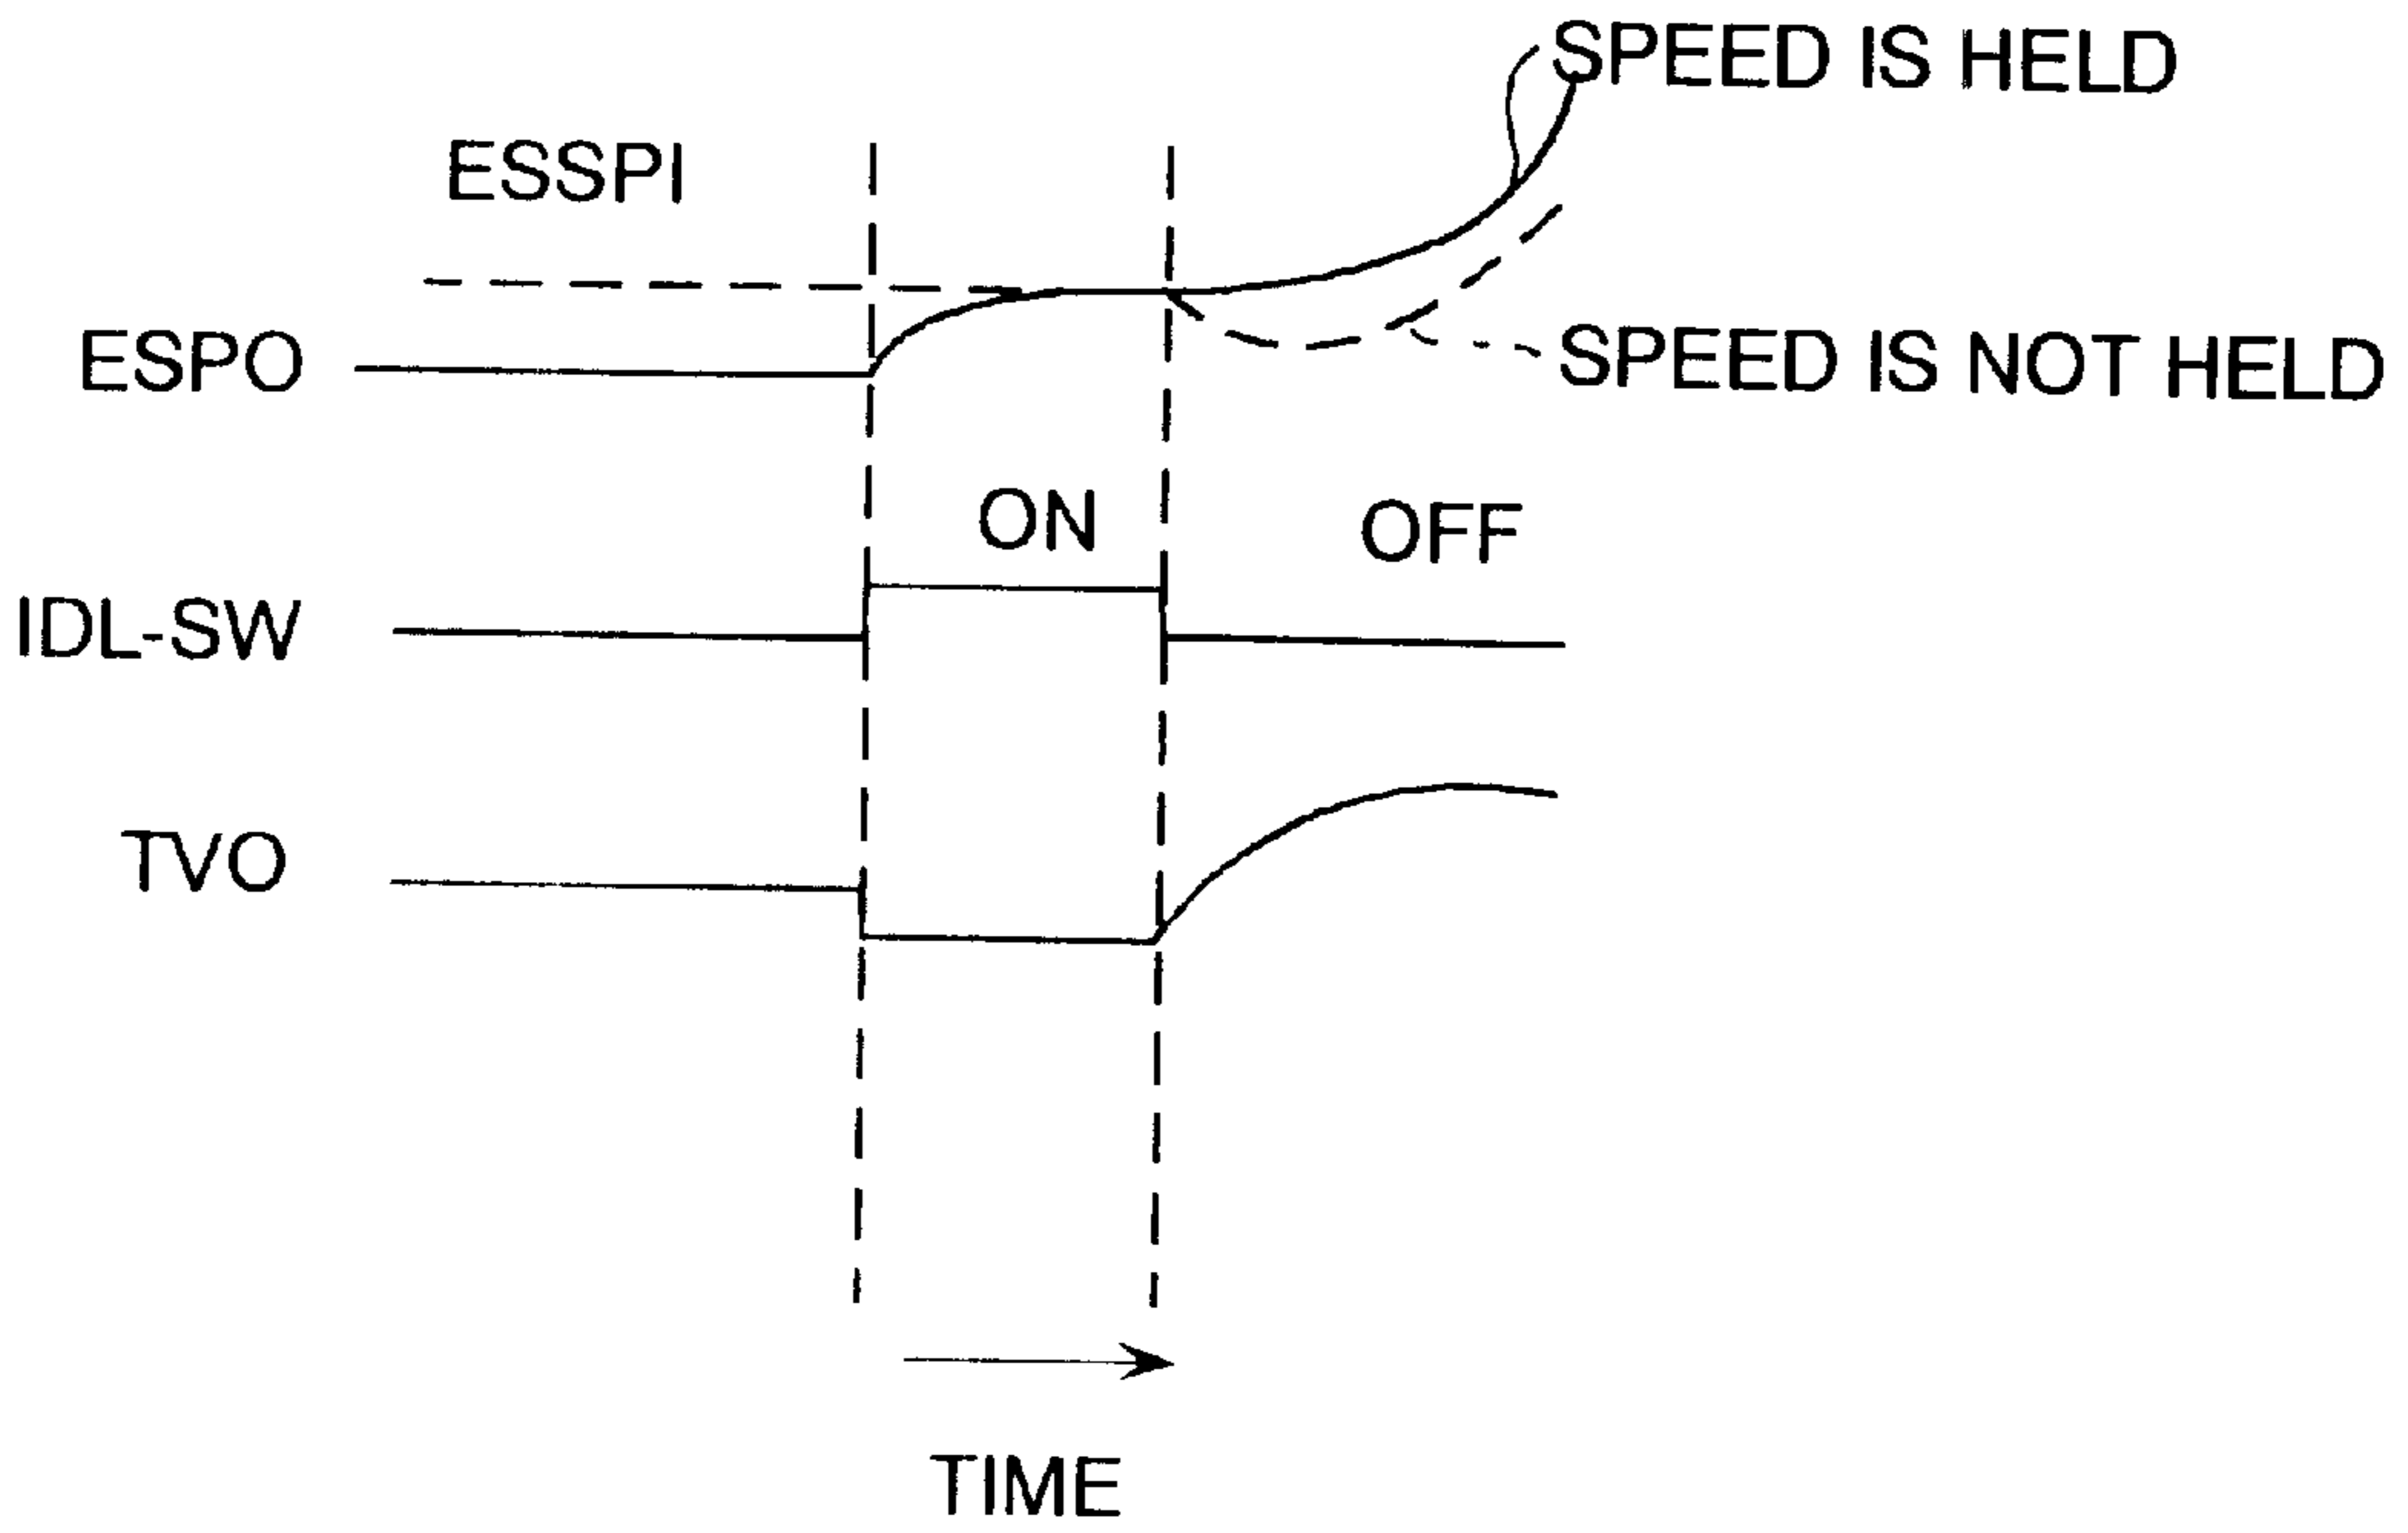 SPEED IS HELD
ESSPI
ESPO
SPEED IS NOT HELD
ON
OFF
IDL-SW
TVO
TIME